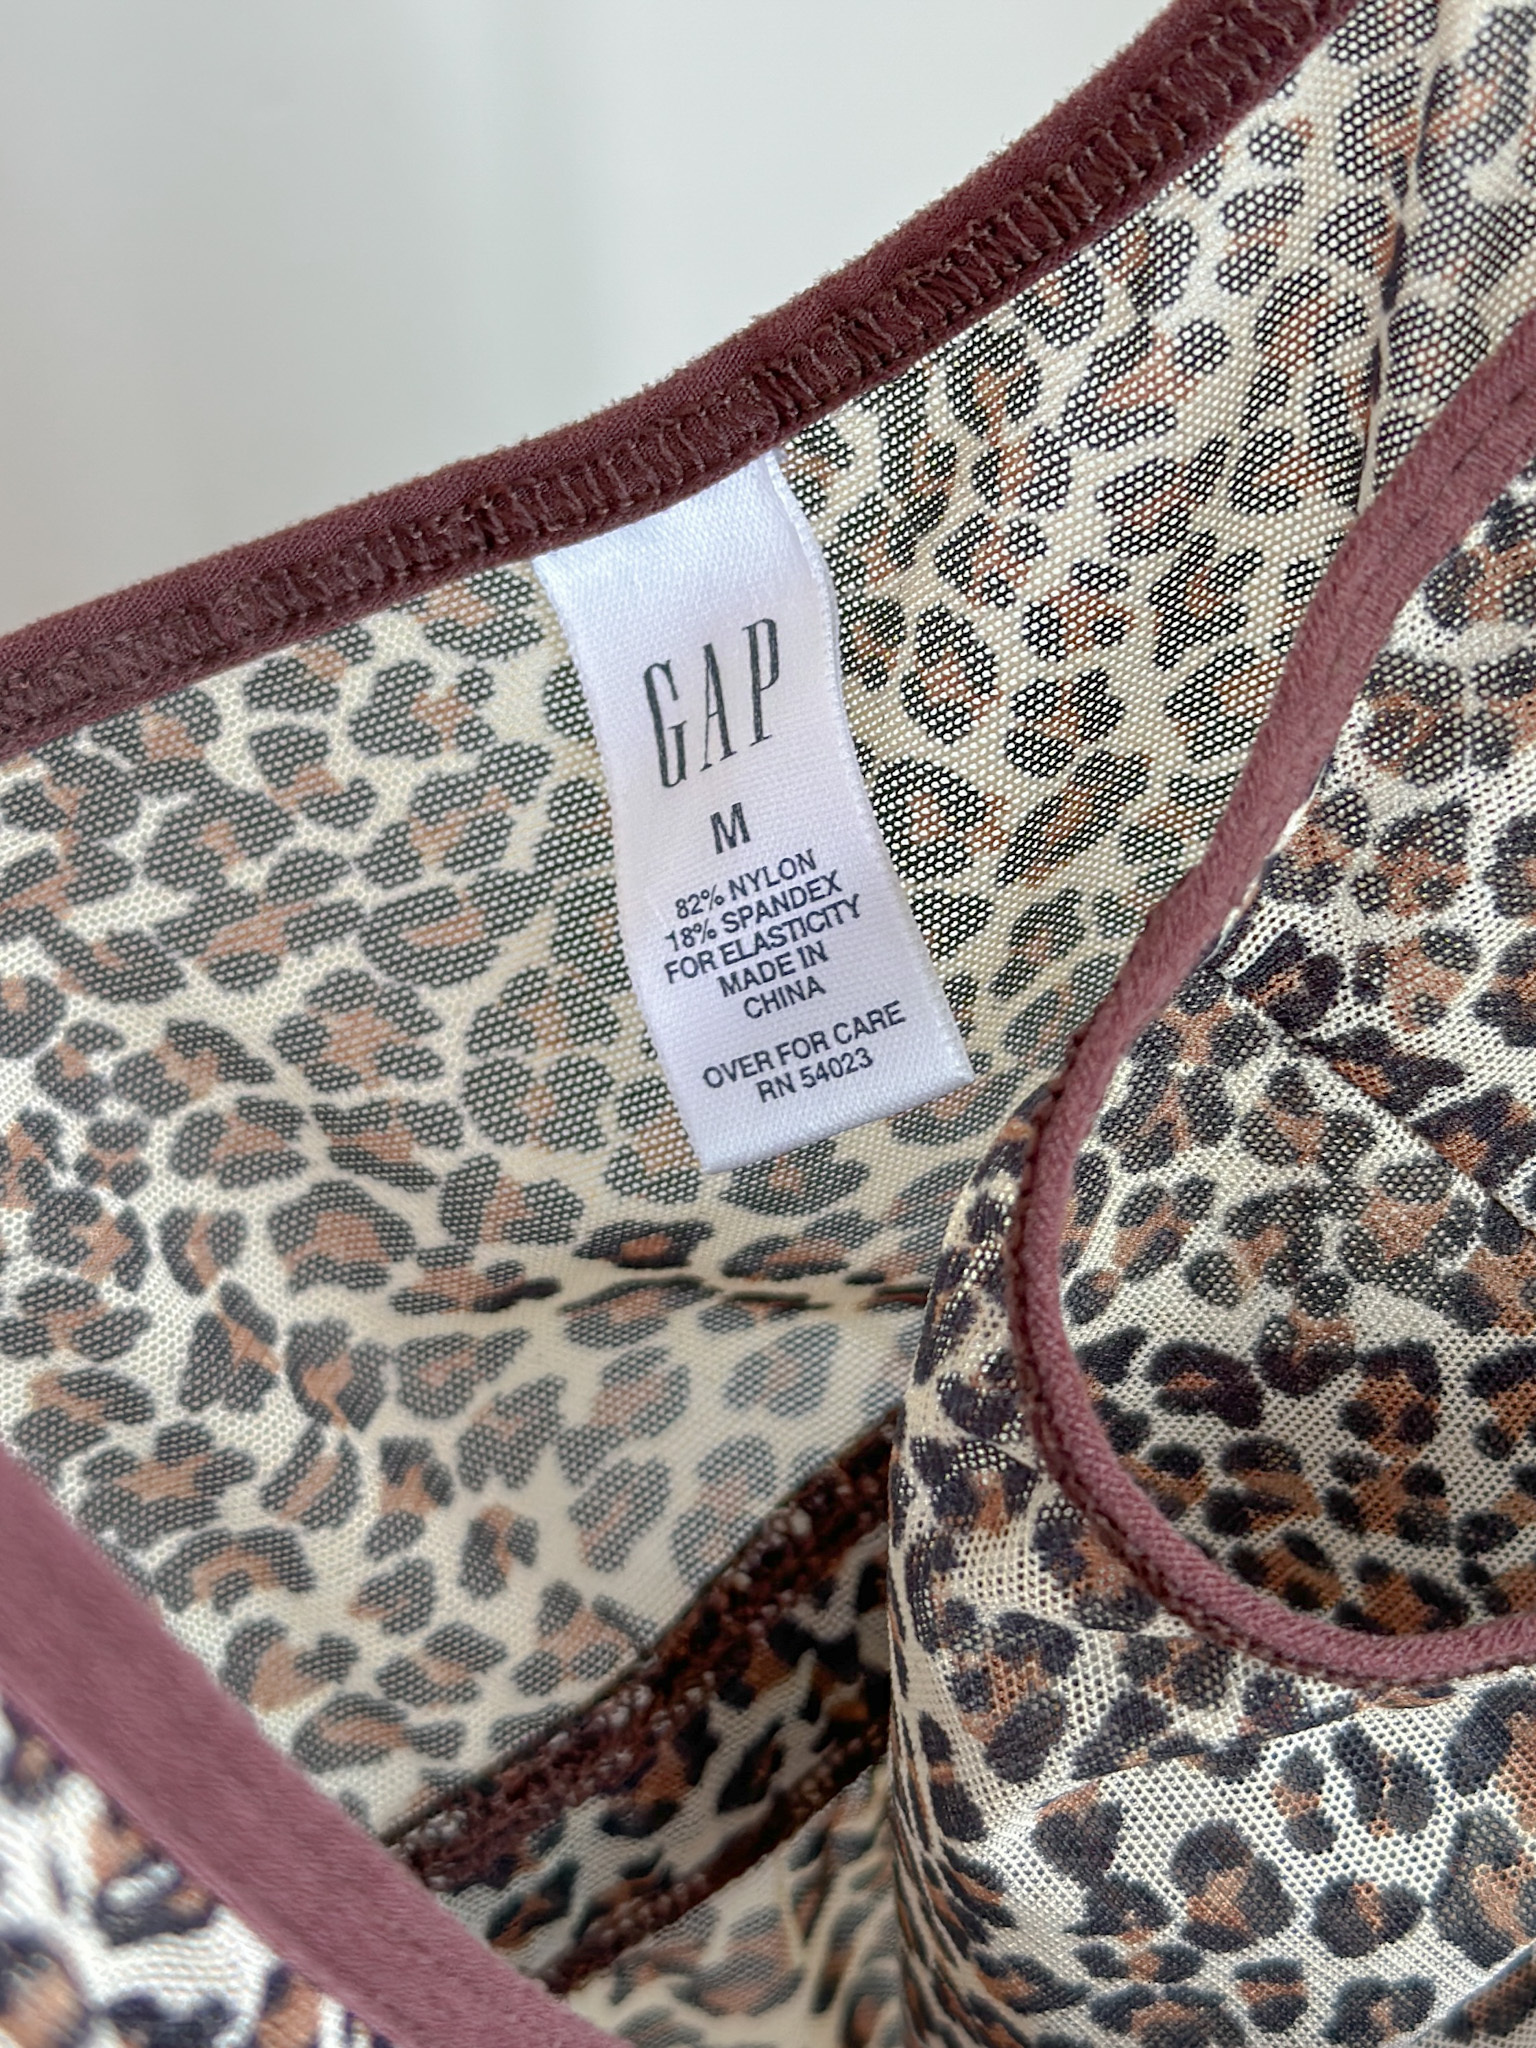 GAP
M
82% NYLON
18% SPANDEX
FOR ELASTICITY
MADE IN
CHINA
OVER FOR CARE
RN 54023